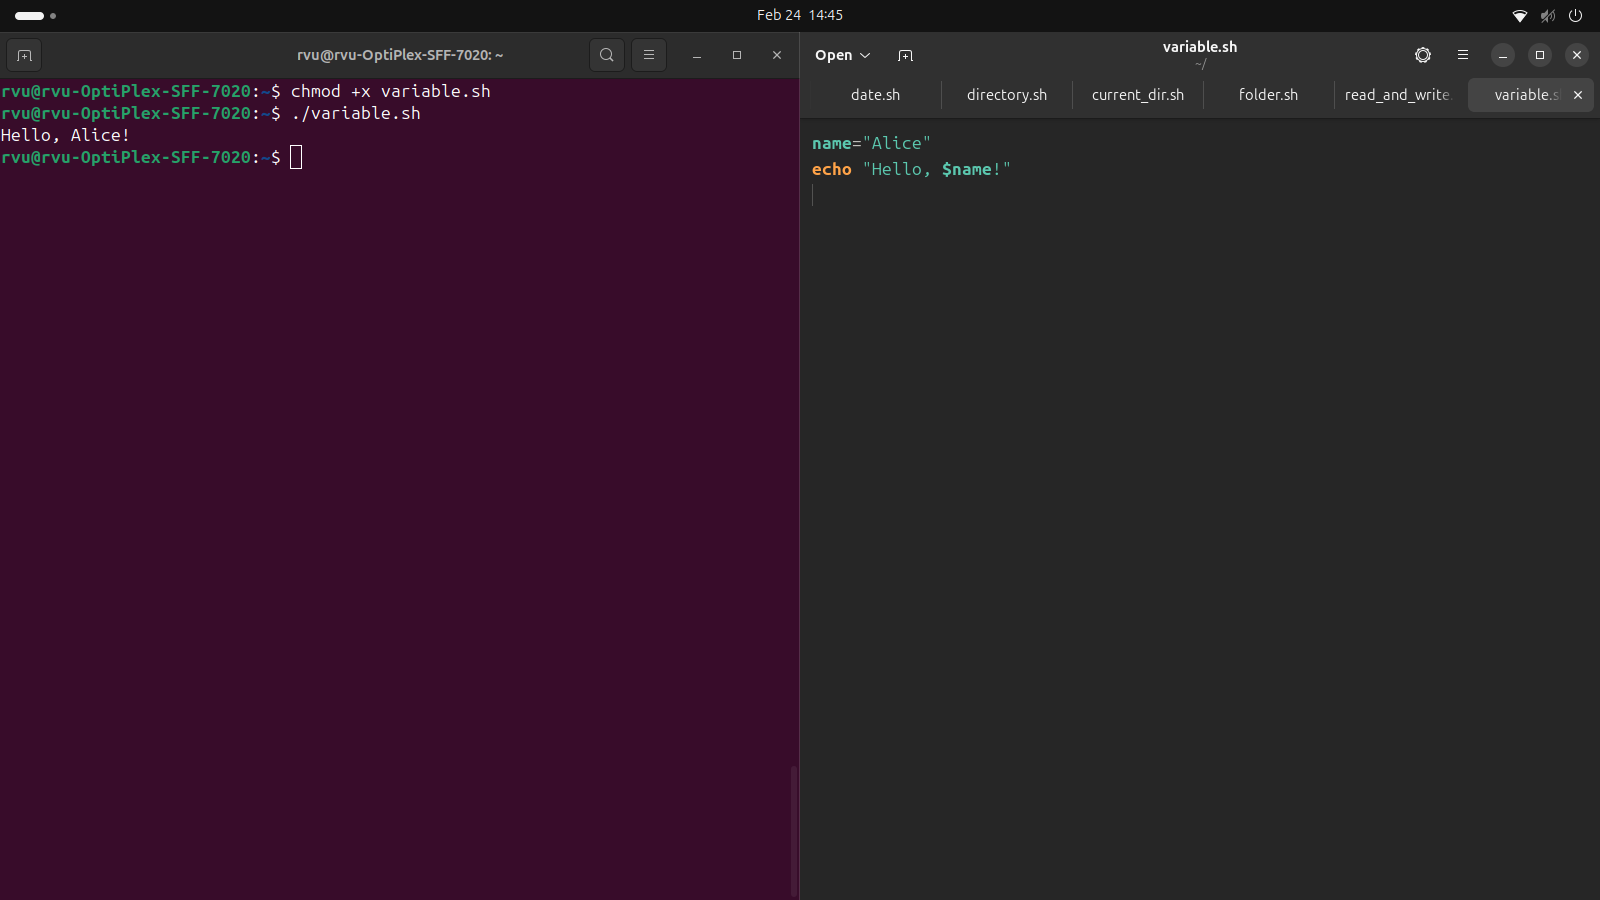 Feb 24 14:45
rvu@rvu-OptiPlex-SFF-7020: ~
rvu@rvu-OptiPlex-SFF-7020:~$ chmod +x variable.sh
rvu@rvu-OptiPlex-SFF-7020:~$ ./variable.sh
Hello, Alice!
rvu@rvu-OptiPlex-SFF-7020:~$
Open
variable.sh
~/
date.sh
directory.sh
current_dir.sh
folder.sh
read_and_write.
variable.s
name="Alice"
echo "Hello, $name!"